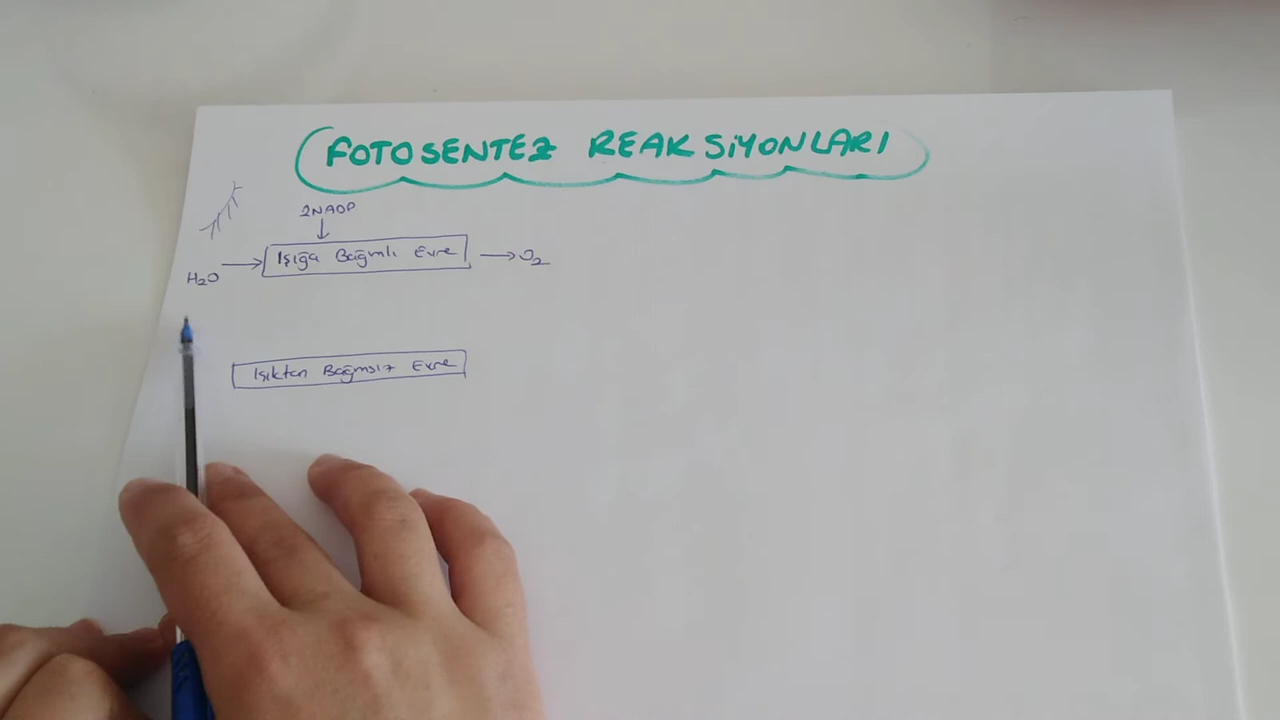 FOTOSENTEZ REAKSİYONLARI
2NADP
H₂O → Işığa Bağımlı Evre → O₂
Işıktan Bağımsız Evre